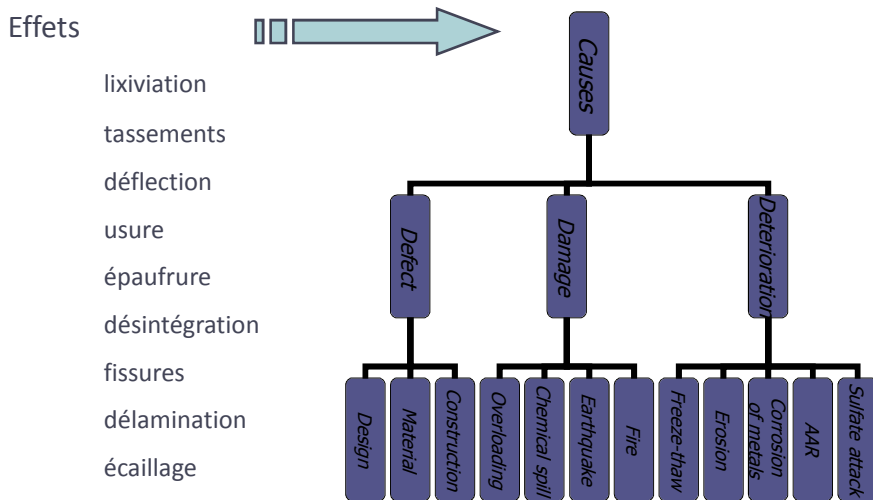 Effets
lixiviation
tassements
déflection
usure
épaufrure
désintégration
fissures
délamination
écaillage
Causes
Defect
Damage
Deterioration
Design
Material
Construction
Overloading
Chemical spill
Earthquake
Fire
Freeze-thaw
Erosion
Corrosion
of metals
AAR
Sulfate attack